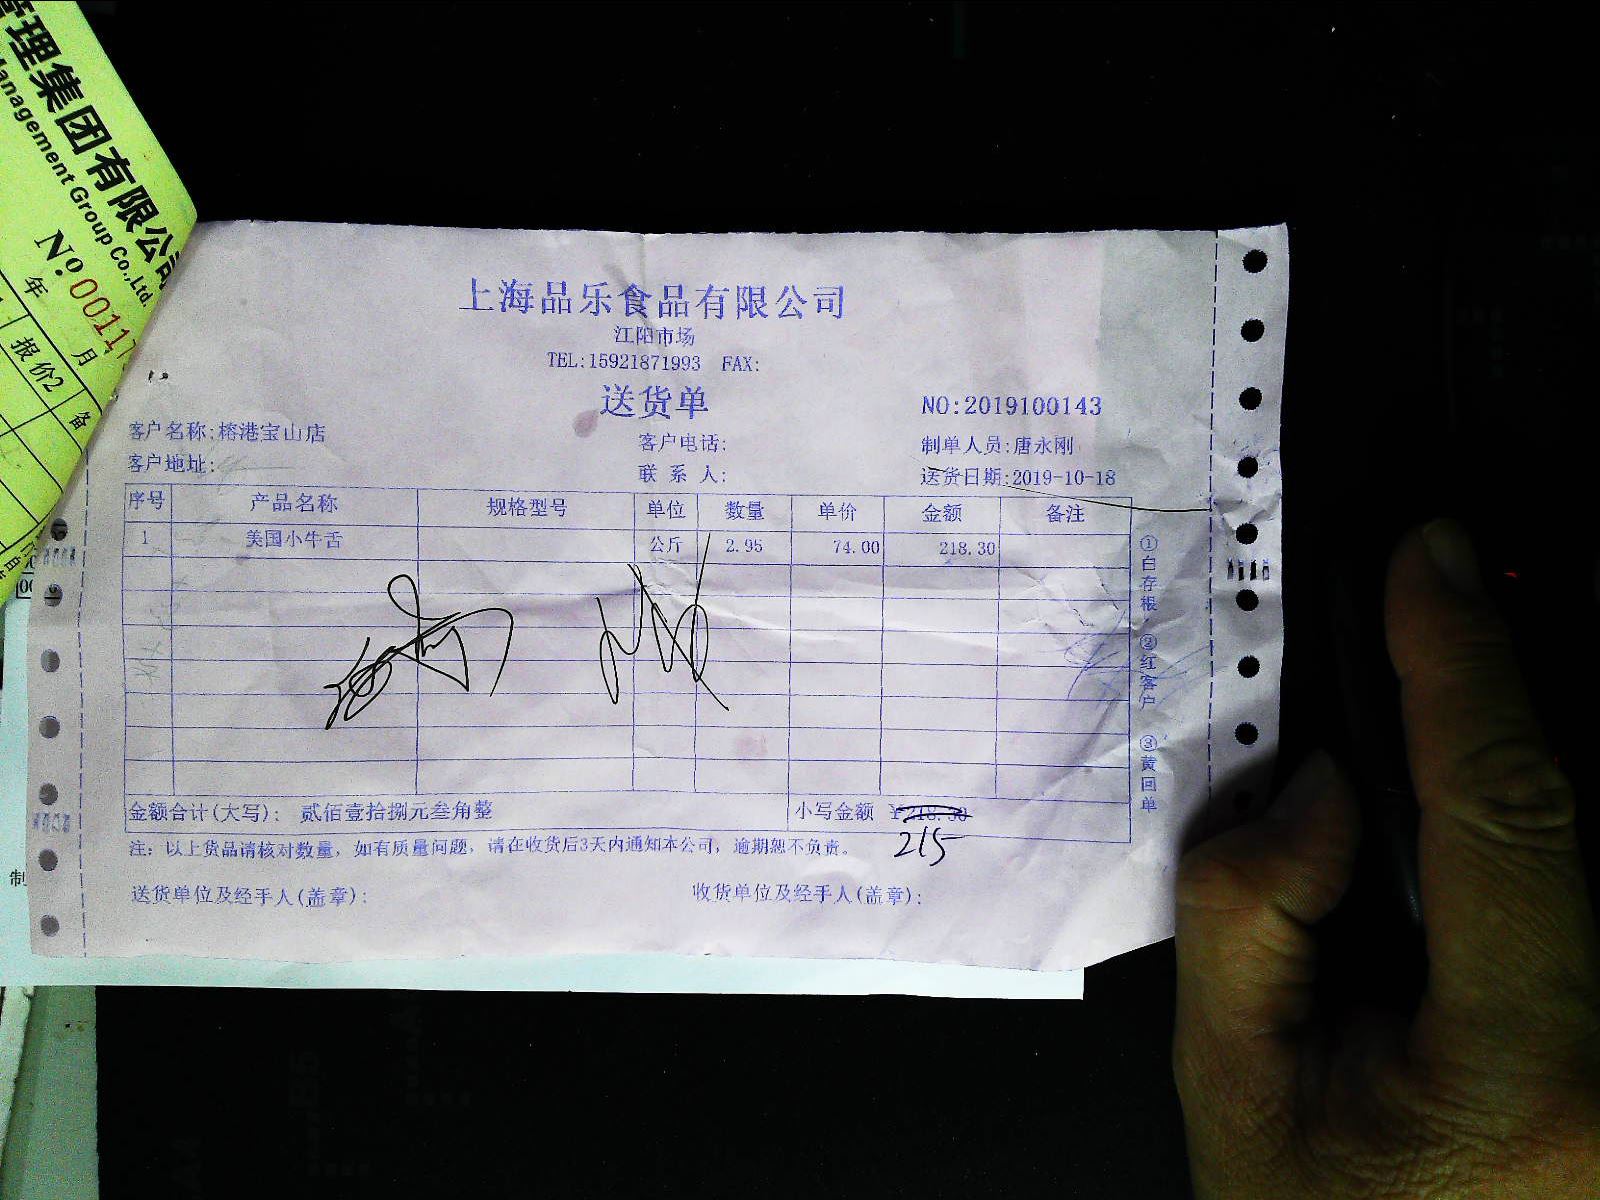 管理集团有限公司
Management Group Co.,Ltd.
No.00117
年 月
报价2 备
上海品乐食品有限公司
江阳市场
TEL:15921871993 FAX:
送货单
NO:2019100143
客户名称:榕港宝山店 客户电话: 制单人员:唐永刚
客户地址: 联 系 人: 送货日期:2019-10-18
序号 产品名称 规格型号 单位 数量 单价 金额 备注
1 美国小牛舌 公斤 2.95 74.00 218.30
①白存根 ②红客户 ③黄回单
金额合计(大写): 贰佰壹拾捌元叁角整 小写金额 ¥218.30
215
注: 以上货品请核对数量, 如有质量问题, 请在收货后3天内通知本公司, 逾期恕不负责。
送货单位及经手人(盖章): 收货单位及经手人(盖章):
制